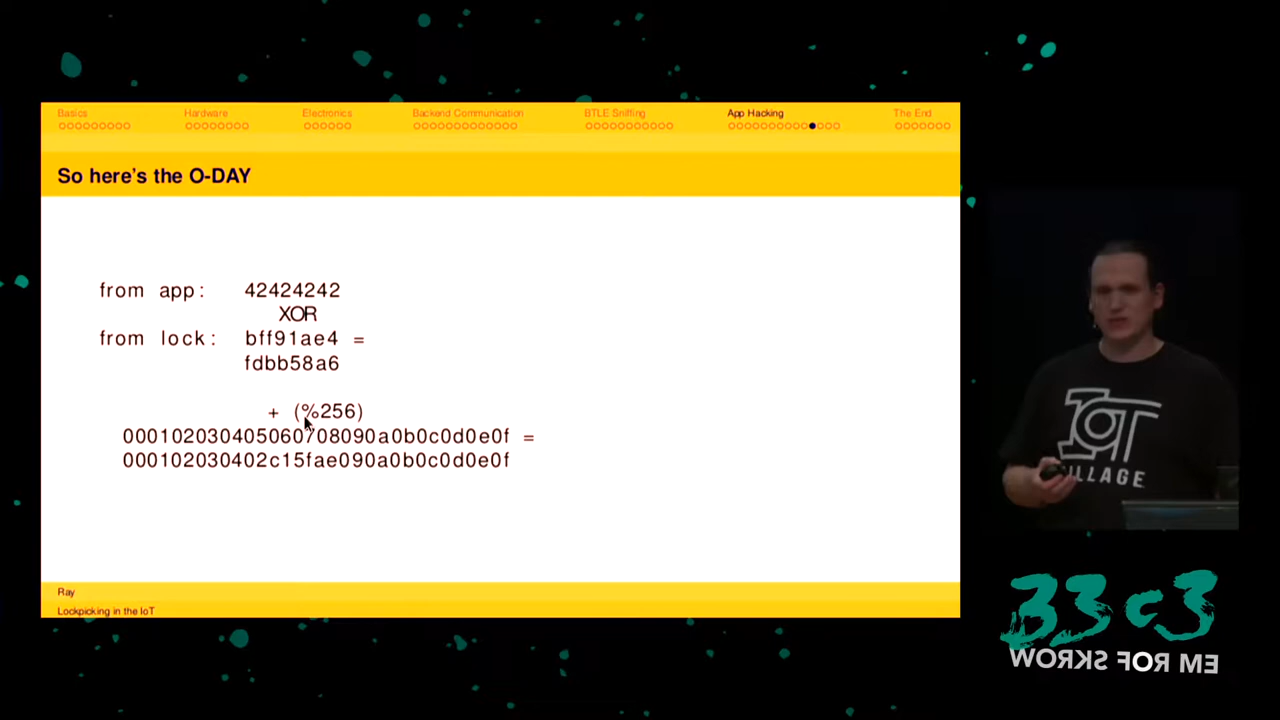 Basics Hardware Electronics Backend Communication BTLE Sniffing App Hacking The End
So here's the O-DAY
from app: 42424242
XOR
from lock: bff91ae4 =
fdbb58a6
+ (%256)
000102030405060708090a0b0c0d0e0f =
000102030402c15fae090a0b0c0d0e0f
Ray
Lockpicking in the IoT
IOT
VILLAGE
33c3
WORKS FOR ME